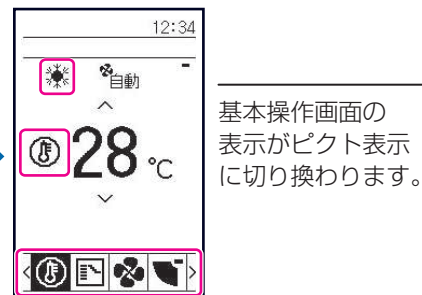 12:34
自動
28 ℃
基本操作画面の
表示がピクト表示
に切り換わります。